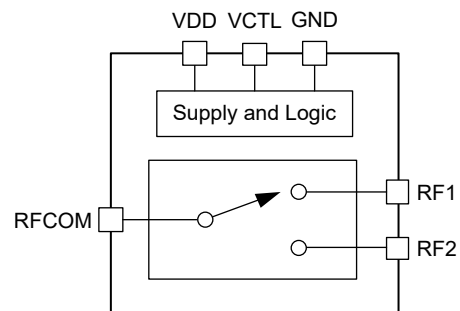 VDD VCTL GND
Supply and Logic
RFCOM
RF1
RF2